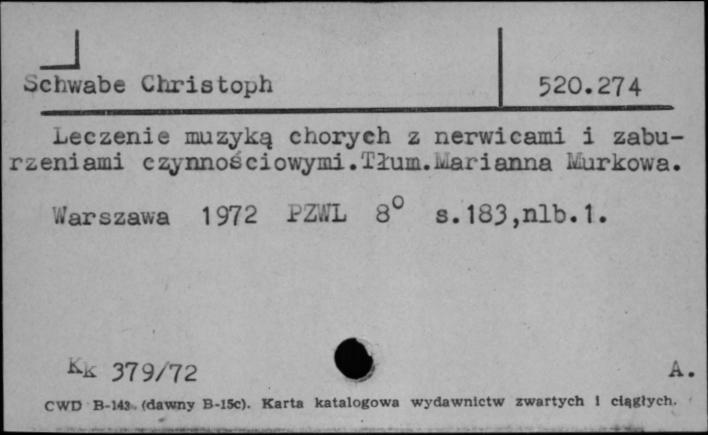 Schwabe Christoph 520.274
Leczenie muzyką chorych z nerwicami i zabu-
rzeniami czynnościowymi.Tłum.Marianna Murkowa.
Warszawa 1972 PZWL 8° s.183,nlb.1.
Kk 379/72 A.
CWD B-143 (dawny B-15c). Karta katalogowa wydawnictw zwartych i ciągłych.